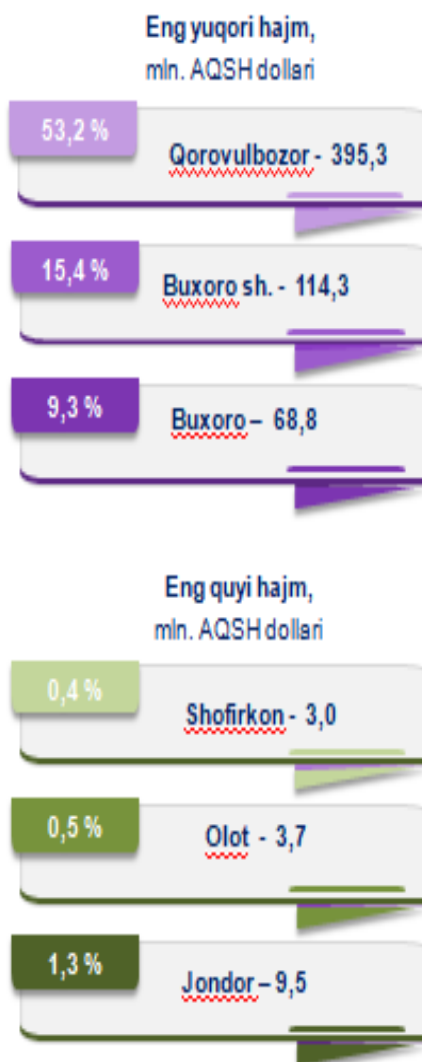 Eng yuqori hajm,
mln. AQSH dollari
53,2 %
Qorovulbozor - 395,3
15,4 %
Buxoro sh. - 114,3
9,3 %
Buxoro – 68,8
Eng quyi hajm,
mln. AQSH dollari
0,4 %
Shofirkon - 3,0
0,5 %
Olot - 3,7
1,3 %
Jondor – 9,5